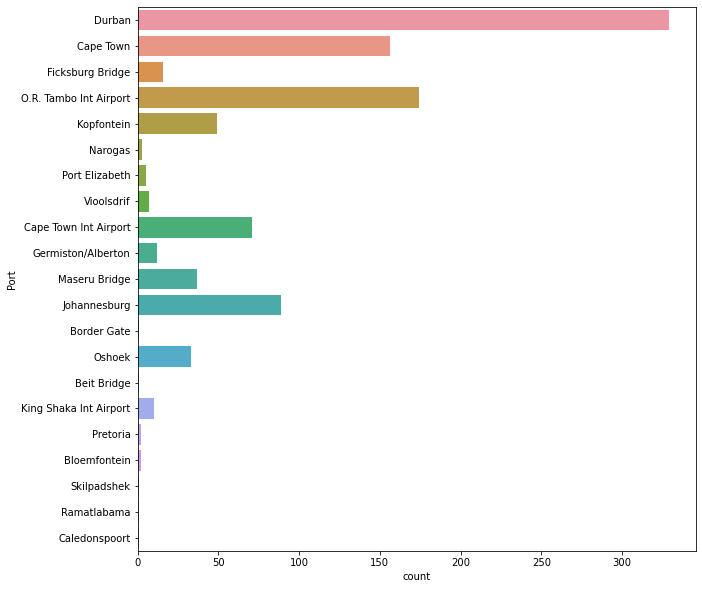 Durban
Cape Town
Ficksburg Bridge
O.R. Tambo Int Airport
Kopfontein
Narogas
Port Elizabeth
Vioolsdrif
Cape Town Int Airport
Germiston/Alberton
Maseru Bridge
Johannesburg
Border Gate
Oshoek
Beit Bridge
King Shaka Int Airport
Pretoria
Bloemfontein
Skilpadshek
Ramatlabama
Caledonspoort
Port
0 50 100 150 200 250 300
count